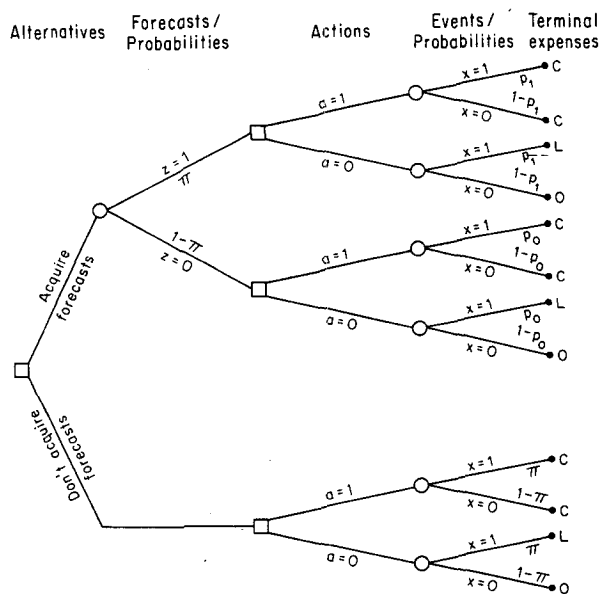 Alternatives
Forecasts/
Probabilities
Actions
Events/
Probabilities
Terminal
expenses
Acquire
forecasts
z=1
π
1-π
z=0
a=1
x=1
p1
C
1-p1
x=0
C
a=0
x=1
p1
L
1-p1
x=0
O
a=1
x=1
p0
C
1-p0
x=0
C
a=0
x=1
p0
L
1-p0
x=0
O
Don't acquire
forecasts
a=1
x=1
π
C
1-π
x=0
C
a=0
x=1
π
L
1-π
x=0
O